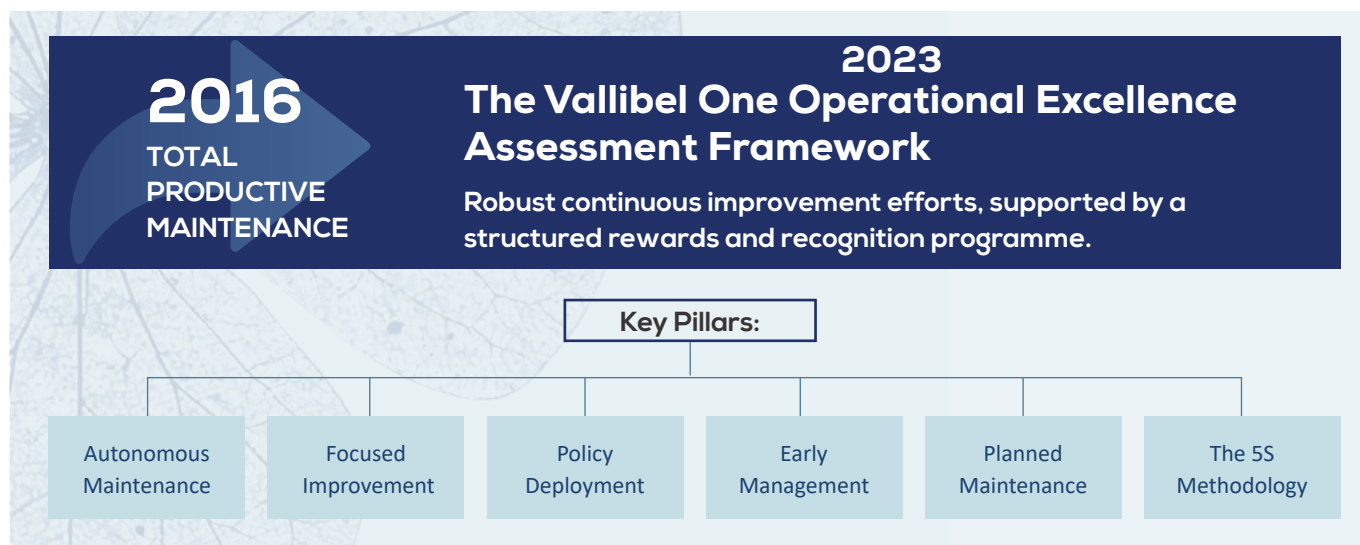 2016
TOTAL
PRODUCTIVE
MAINTENANCE
2023
The Vallibel One Operational Excellence
Assessment Framework
Robust continuous improvement efforts, supported by a
structured rewards and recognition programme.
Key Pillars:
Autonomous
Maintenance
Focused
Improvement
Policy
Deployment
Early
Management
Planned
Maintenance
The 5S
Methodology